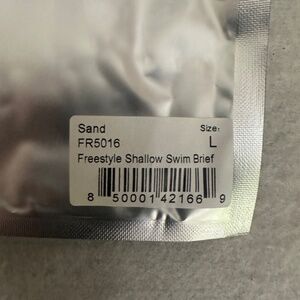 Sand Size:
FR5016 L
Freestyle Shallow Swim Brief
8 50001 42166 9